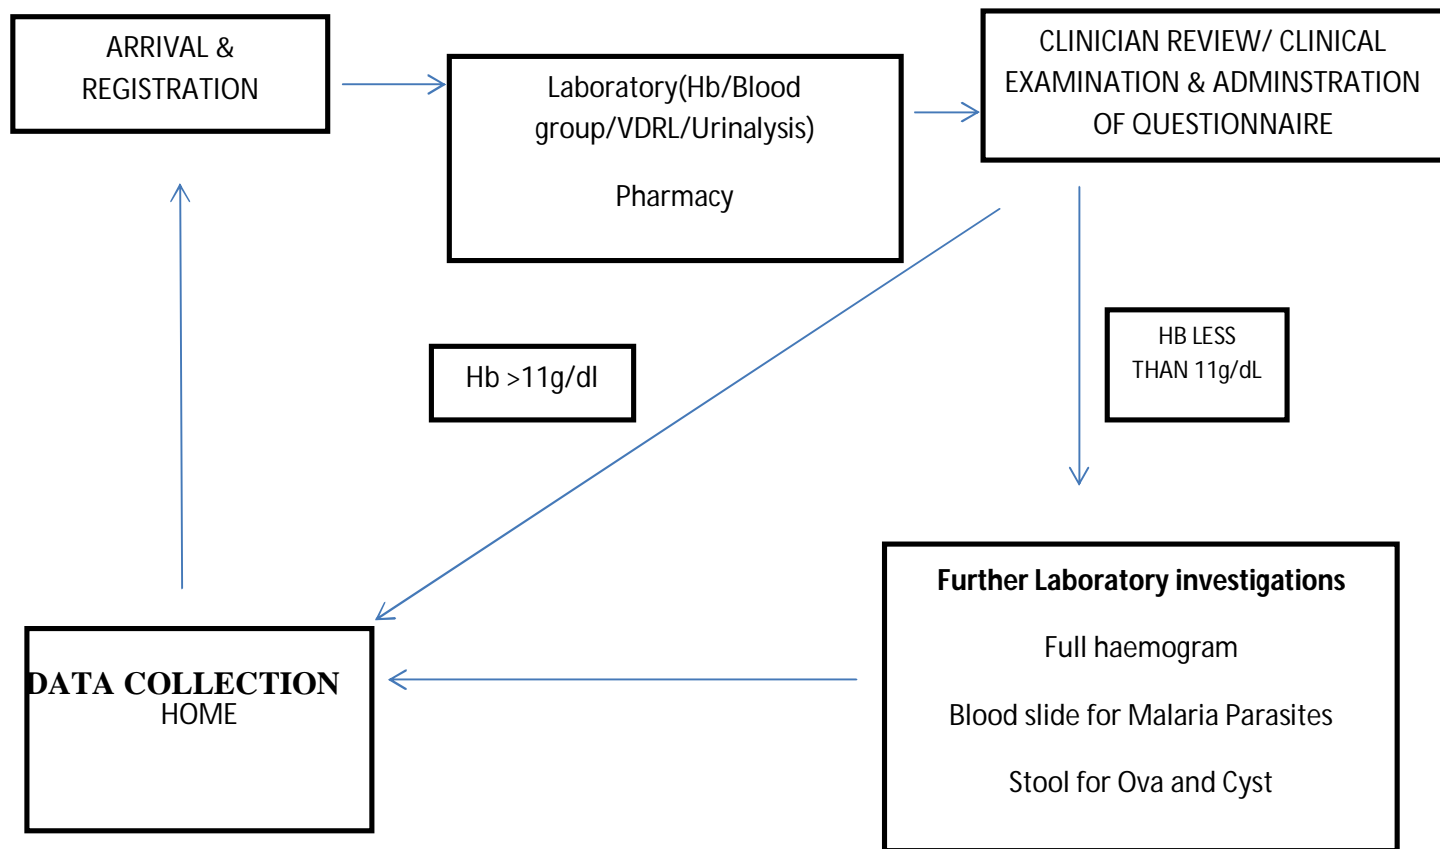 ARRIVAL &
REGISTRATION
Laboratory(Hb/Blood
group/VDRL/Urinalysis)
Pharmacy
CLINICIAN REVIEW/ CLINICAL
EXAMINATION & ADMINSTRATION
OF QUESTIONNAIRE
Hb >11g/dl
HB LESS
THAN 11g/dL
Further Laboratory investigations
Full haemogram
Blood slide for Malaria Parasites
Stool for Ova and Cyst
DATA COLLECTION
HOME